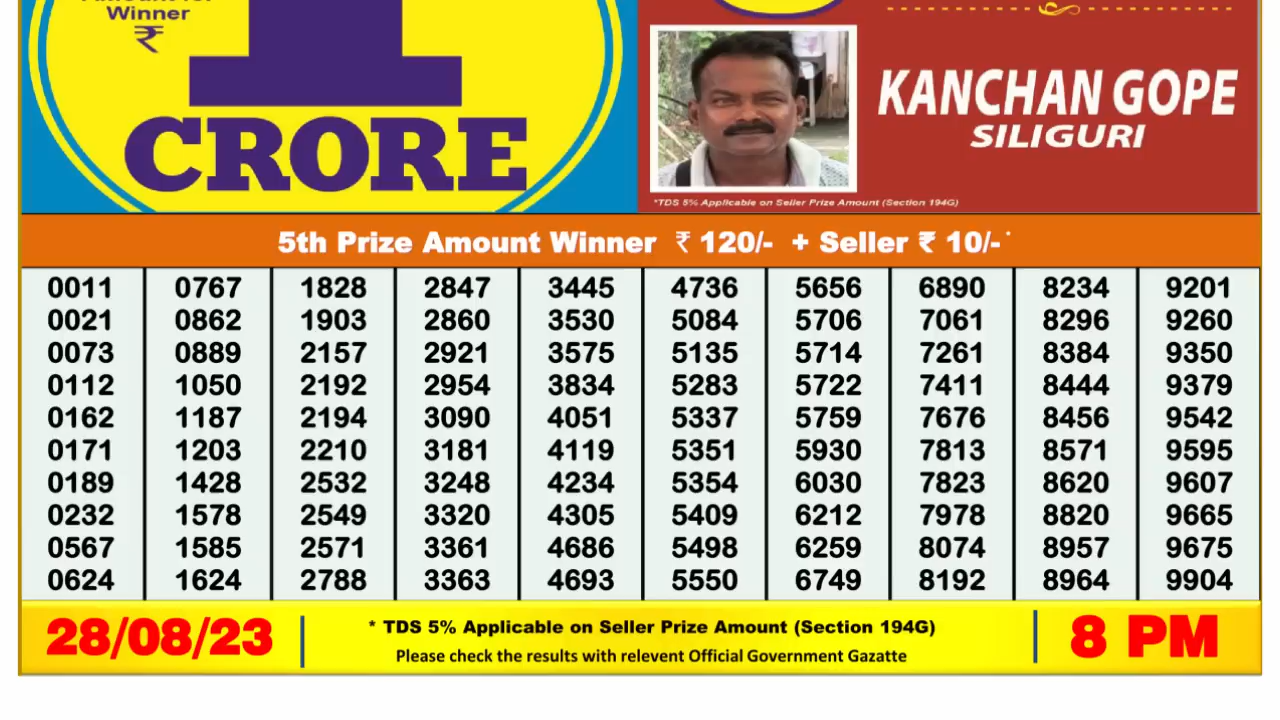 Winner
₹
1
CRORE
KANCHAN GOPE
SILIGURI
*TDS 5% Applicable on Seller Prize Amount (Section 194G)
5th Prize Amount Winner ₹ 120/- + Seller ₹ 10/- *
0011 0767 1828 2847 3445 4736 5656 6890 8234 9201
0021 0862 1903 2860 3530 5084 5706 7061 8296 9260
0073 0889 2157 2921 3575 5135 5714 7261 8384 9350
0112 1050 2192 2954 3834 5283 5722 7411 8444 9379
0162 1187 2194 3090 4051 5337 5759 7676 8456 9542
0171 1203 2210 3181 4119 5351 5930 7813 8571 9595
0189 1428 2532 3248 4234 5354 6030 7823 8620 9607
0232 1578 2549 3320 4305 5409 6212 7978 8820 9665
0567 1585 2571 3361 4686 5498 6259 8074 8957 9675
0624 1624 2788 3363 4693 5550 6749 8192 8964 9904
28/08/23
* TDS 5% Applicable on Seller Prize Amount (Section 194G)
Please check the results with relevent Official Government Gazatte
8 PM